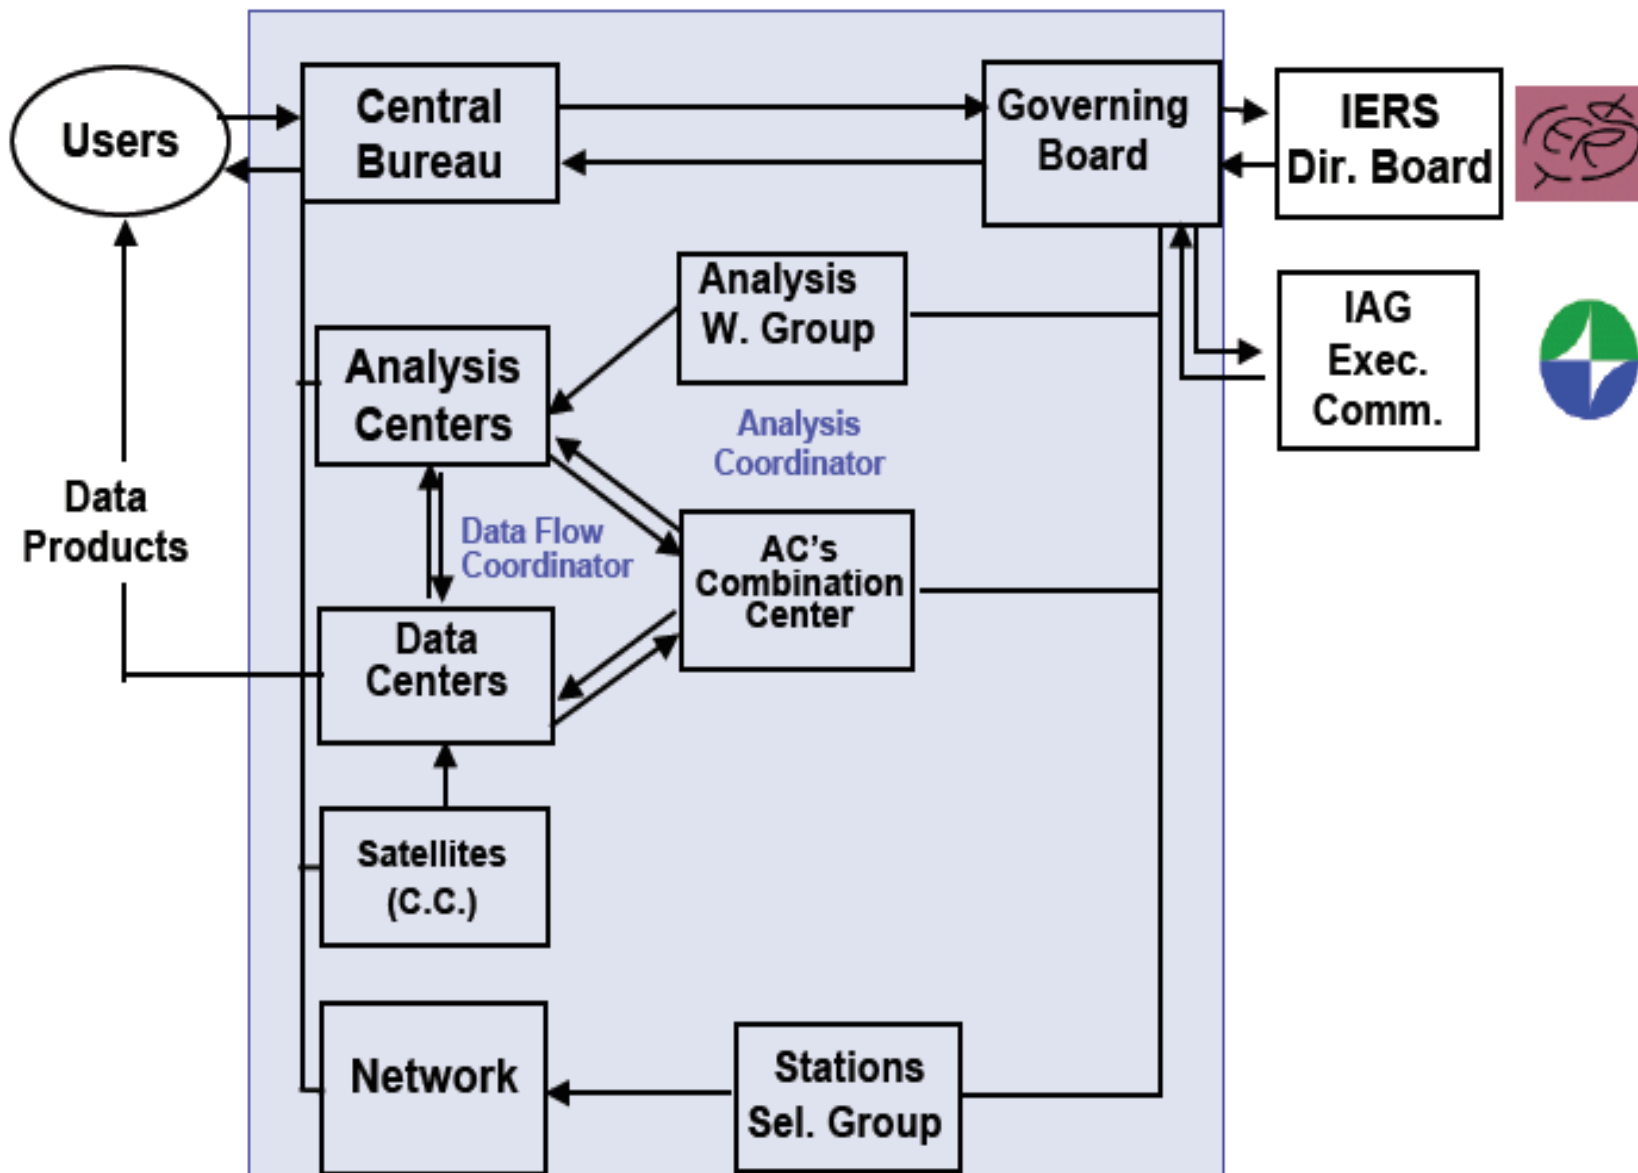 Users
Central
Bureau
Governing
Board
IERS
Dir. Board
Analysis
W. Group
IAG
Exec.
Comm.
Analysis
Centers
Analysis
Coordinator
Data
Products
Data Flow
Coordinator
AC's
Combination
Center
Data
Centers
Satellites
(C.C.)
Network
Stations
Sel. Group